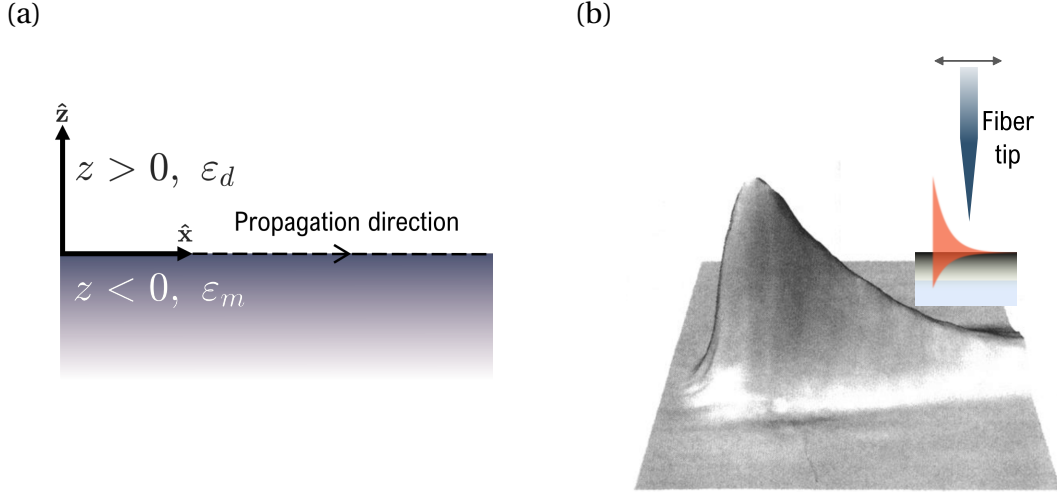 (a)
(b)
ẑ
z > 0, ε_d
Propagation direction
x̂
z < 0, ε_m
Fiber
tip